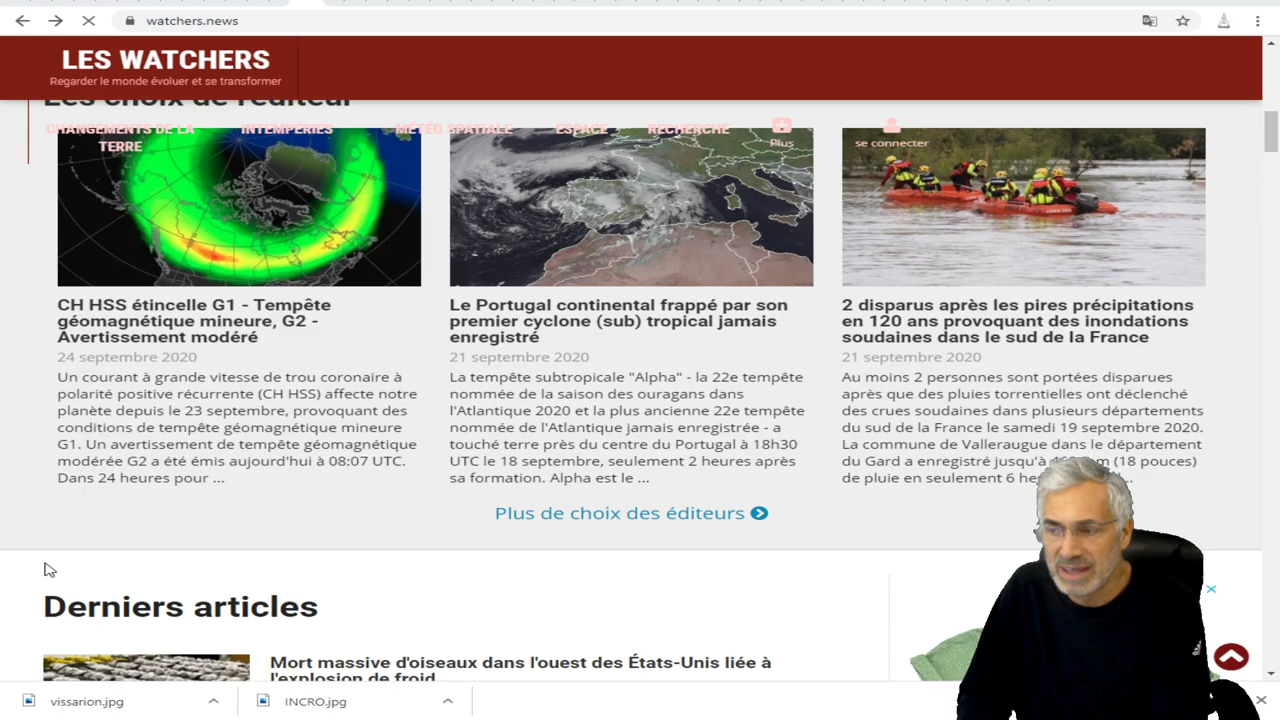 watchers.news
LES WATCHERS
Regarder le monde évoluer et se transformer
Les choix de l'éditeur
CHANGEMENTS DE LA
TERRE
INTEMPÉRIES
MÉTÉO SPATIALE
ESPACE
RECHERCHE
Plus
se connecter
CH HSS étincelle G1 - Tempête
géomagnétique mineure, G2 -
Avertissement modéré
24 septembre 2020
Un courant à grande vitesse de trou coronaire à
polarité positive récurrente (CH HSS) affecte notre
planète depuis le 23 septembre, provoquant des
conditions de tempête géomagnétique mineure
G1. Un avertissement de tempête géomagnétique
modérée G2 a été émis aujourd'hui à 08:07 UTC.
Dans 24 heures pour ...
Le Portugal continental frappé par son
premier cyclone (sub) tropical jamais
enregistré
21 septembre 2020
La tempête subtropicale "Alpha" - la 22e tempête
nommée de la saison des ouragans dans
l'Atlantique 2020 et la plus ancienne 22e tempête
nommée de l'Atlantique jamais enregistrée - a
touché terre près du centre du Portugal à 18h30
UTC le 18 septembre, seulement 2 heures après
sa formation. Alpha est le ...
2 disparus après les pires précipitations
en 120 ans provoquant des inondations
soudaines dans le sud de la France
21 septembre 2020
Au moins 2 personnes sont portées disparues
après que des pluies torrentielles ont déclenché
des crues soudaines dans plusieurs départements
du sud de la France le samedi 19 septembre 2020.
La commune de Valleraugue dans le département
du Gard a enregistré jusqu'à (18 pouces)
de pluie en seulement 6 ...
Plus de choix des éditeurs
Derniers articles
Mort massive d'oiseaux dans l'ouest des États-Unis liée à
l'explosion de froid
vissarion.jpg
INCRO.jpg